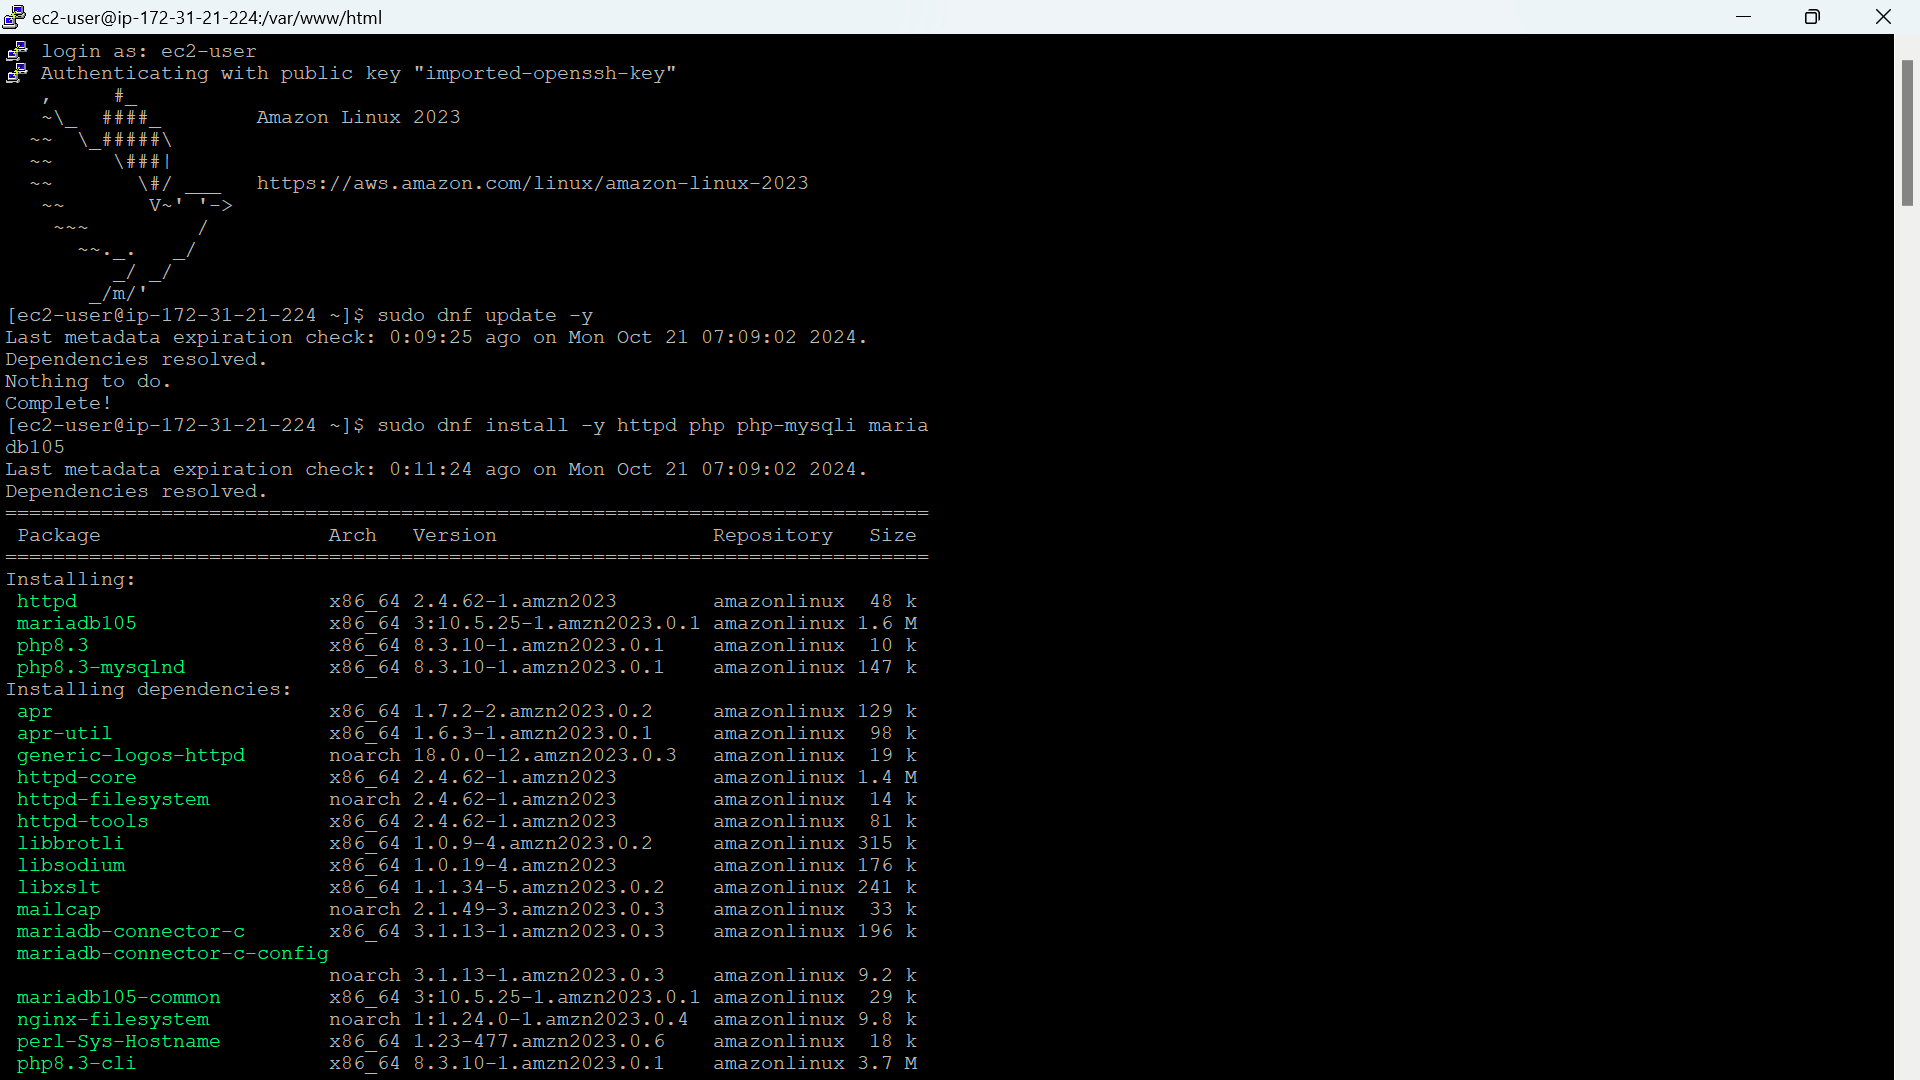 ec2-user@ip-172-31-21-224:/var/www/html
login as: ec2-user
Authenticating with public key "imported-openssh-key"
   ,     #_
   ~\_  ####_        Amazon Linux 2023
  ~~  \_#####\
  ~~     \###|
  ~~       \#/ ___   https://aws.amazon.com/linux/amazon-linux-2023
   ~~       V~' '->
    ~~~         /
      ~~._.   _/
         _/ _/
       _/m/'
[ec2-user@ip-172-31-21-224 ~]$ sudo dnf update -y
Last metadata expiration check: 0:09:25 ago on Mon Oct 21 07:09:02 2024.
Dependencies resolved.
Nothing to do.
Complete!
[ec2-user@ip-172-31-21-224 ~]$ sudo dnf install -y httpd php php-mysqli maria
db105
Last metadata expiration check: 0:11:24 ago on Mon Oct 21 07:09:02 2024.
Dependencies resolved.
=============================================================================
 Package                   Arch   Version                  Repository   Size
=============================================================================
Installing:
 httpd                     x86_64 2.4.62-1.amzn2023        amazonlinux  48 k
 mariadb105                x86_64 3:10.5.25-1.amzn2023.0.1 amazonlinux 1.6 M
 php8.3                    x86_64 8.3.10-1.amzn2023.0.1    amazonlinux  10 k
 php8.3-mysqlnd            x86_64 8.3.10-1.amzn2023.0.1    amazonlinux 147 k
Installing dependencies:
 apr                       x86_64 1.7.2-2.amzn2023.0.2     amazonlinux 129 k
 apr-util                  x86_64 1.6.3-1.amzn2023.0.1     amazonlinux  98 k
 generic-logos-httpd       noarch 18.0.0-12.amzn2023.0.3   amazonlinux  19 k
 httpd-core                x86_64 2.4.62-1.amzn2023        amazonlinux 1.4 M
 httpd-filesystem          noarch 2.4.62-1.amzn2023        amazonlinux  14 k
 httpd-tools               x86_64 2.4.62-1.amzn2023        amazonlinux  81 k
 libbrotli                 x86_64 1.0.9-4.amzn2023.0.2     amazonlinux 315 k
 libsodium                 x86_64 1.0.19-4.amzn2023        amazonlinux 176 k
 libxslt                   x86_64 1.1.34-5.amzn2023.0.2    amazonlinux 241 k
 mailcap                   noarch 2.1.49-3.amzn2023.0.3    amazonlinux  33 k
 mariadb-connector-c       x86_64 3.1.13-1.amzn2023.0.3    amazonlinux 196 k
 mariadb-connector-c-config
                           noarch 3.1.13-1.amzn2023.0.3    amazonlinux 9.2 k
 mariadb105-common         x86_64 3:10.5.25-1.amzn2023.0.1 amazonlinux  29 k
 nginx-filesystem          noarch 1:1.24.0-1.amzn2023.0.4  amazonlinux 9.8 k
 perl-Sys-Hostname         x86_64 1.23-477.amzn2023.0.6    amazonlinux  18 k
 php8.3-cli                x86_64 8.3.10-1.amzn2023.0.1    amazonlinux 3.7 M